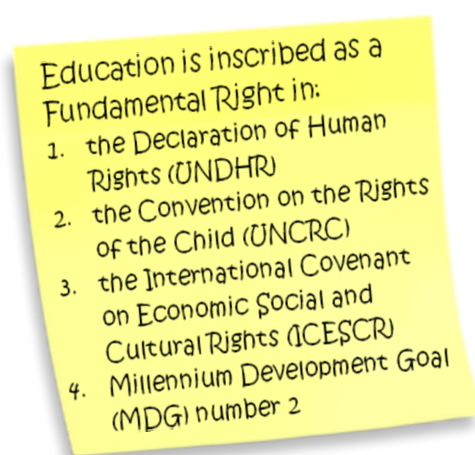 Education is inscribed as a
Fundamental Right in:
1. the Declaration of Human
Rights (UNDHR)
2. the Convention on the Rights
of the Child (UNCRC)
3. the International Covenant
on Economic Social and
Cultural Rights (ICESCR)
4. Millennium Development Goal
(MDG) number 2